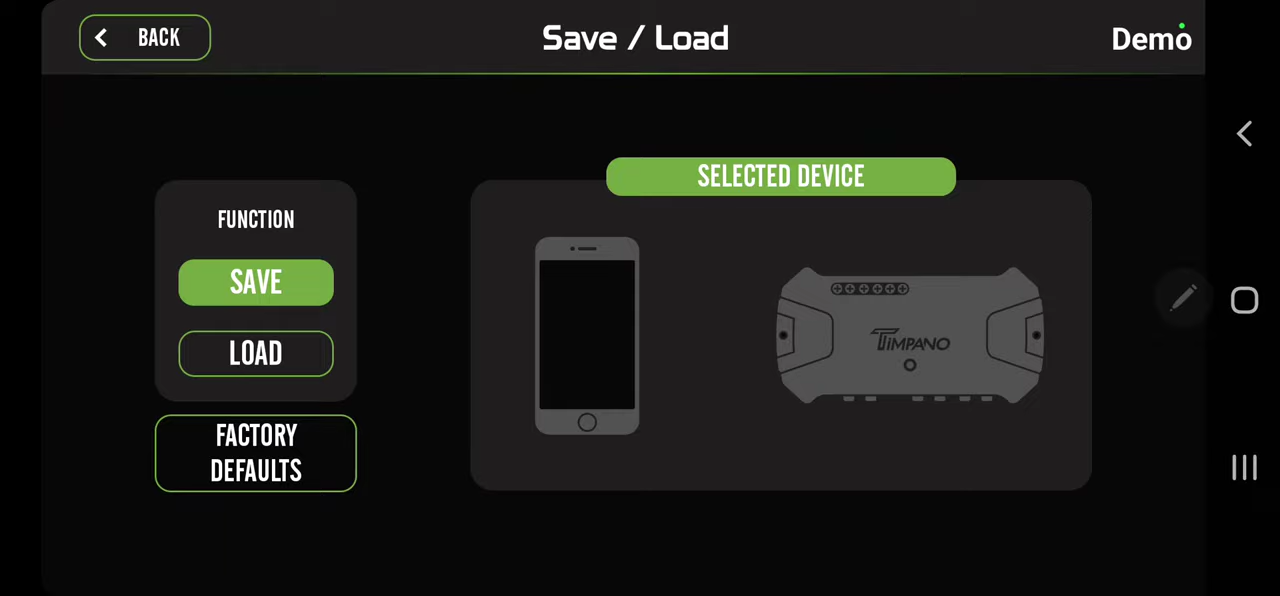 BACK
Save / Load
Demo
SELECTED DEVICE
FUNCTION
SAVE
LOAD
FACTORY
DEFAULTS
TIMPANO